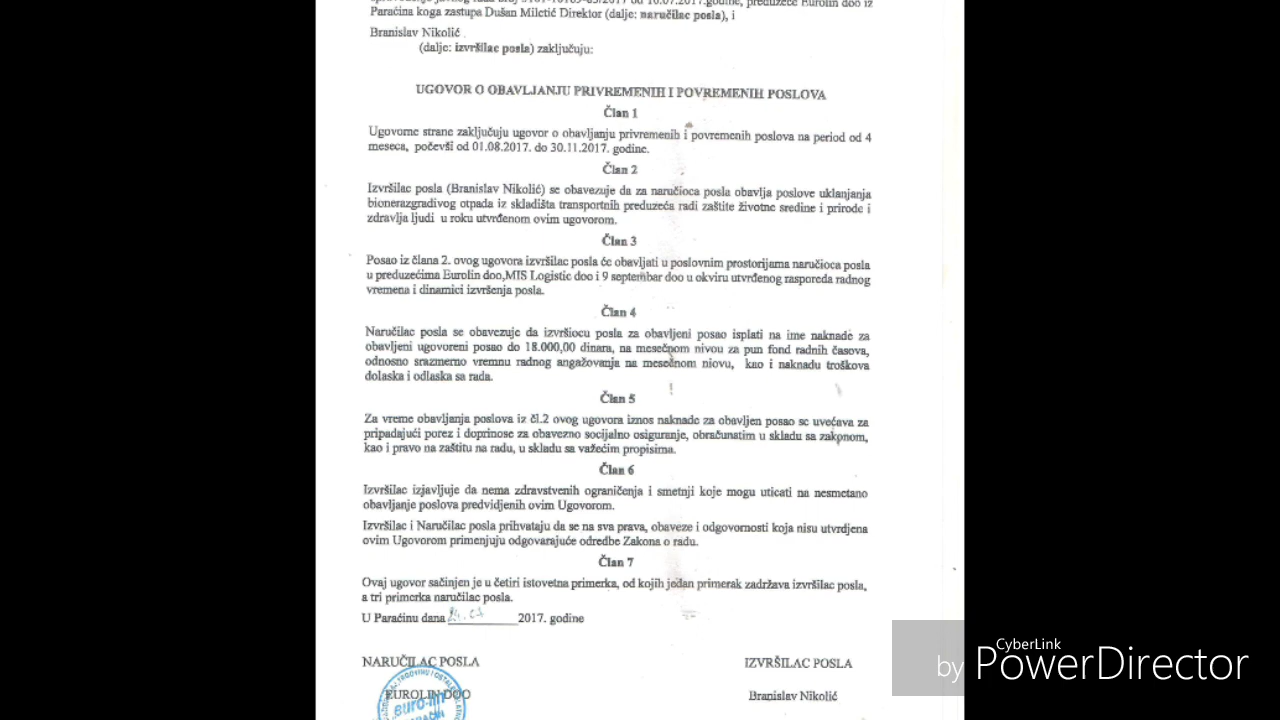 preduzeće Eurolin doo iz
Paraćina koga zastupa Dušan Miletić Direktor (dalje: naručilac posla), i
Branislav Nikolić
(dalje: izvršilac posla) zaključuju:
UGOVOR O OBAVLJANJU PRIVREMENIH I POVREMENIH POSLOVA
Član 1
Ugovorne strane zaključuju ugovor o obavljanju privremenih i povremenih poslova na period od 4
meseca, počevši od 01.08.2017. do 30.11.2017. godine.
Član 2
Izvršilac posla (Branislav Nikolić) se obavezuje da za naručioca posla obavlja poslove uklanjanja
bionerazgradivog otpada iz skladišta transportnih preduzeća radi zaštite životne sredine i prirode i
zdravlja ljudi u roku utvrđenom ovim ugovorom.
Član 3
Posao iz člana 2. ovog ugovora izvršilac posla će obavljati u poslovnim prostorijama naručioca posla
u preduzećima Eurolin doo,MIS Logistic doo i 9 septembar doo u okviru utvrđenog rasporeda radnog
vremena i dinamici izvršenja posla.
Član 4
Naručilac posla se obavezuje da izvršiocu posla za obavljeni posao isplati na ime naknade za
obavljeni ugovoreni posao do 18.000,00 dinara, na mesečnom nivou za pun fond radnih časova,
odnosno srazmerno vremnu radnog angažovanja na mesečnom niovu, kao i naknadu troškova
dolaska i odlaska sa rada.
Član 5
Za vreme obavljanja poslova iz čl.2 ovog ugovora iznos naknade za obavljen posao se uvećava za
pripadajući porez i doprinose za obavezno socijalno osiguranje, obračunatim u skladu sa zakonom,
kao i pravo na zaštitu na radu, u skladu sa važećim propisima.
Član 6
Izvršilac izjavljuje da nema zdravstvenih ograničenja i smetnji koje mogu uticati na nesmetano
obavljanje poslova predvidjenih ovim Ugovorom.
Izvršilac i Naručilac posla prihvataju da se na sva prava, obaveze i odgovornosti koja nisu utvrdjena
ovim Ugovorom primenjuju odgovarajuće odredbe Zakona o radu.
Član 7
Ovaj ugovor sačinjen je u četiri istovetna primerka, od kojih jedan primerak zadržava izvršilac posla,
a tri primerka naručilac posla.
U Paraćinu dana 2017. godine
NARUČILAC POSLA
IZVRŠILAC POSLA
EUROLIN DOO
Branislav Nikolić
euro-lin
by CyberLink PowerDirector